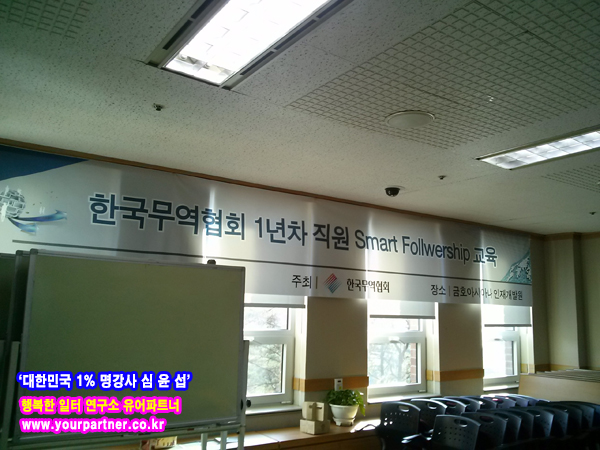 한국무역협회 1년차 직원 Smart Follwership 교육
주최 | 한국무역협회
장소 | 금호아시아나 인재개발원
'대한민국 1% 명강사 심 윤 섭'
행복한 일터 연구소 유어파트너
www.yourpartner.co.kr